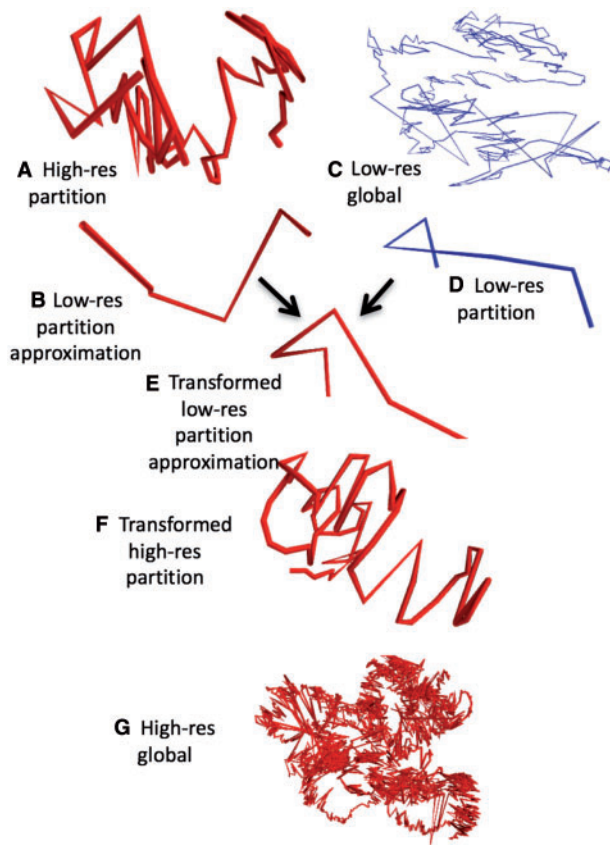 A High-res
partition
C Low-res
global
B Low-res
partition
approximation
D Low-res
partition
E Transformed
low-res
partition
approximation
F Transformed
high-res
partition
G High-res
global